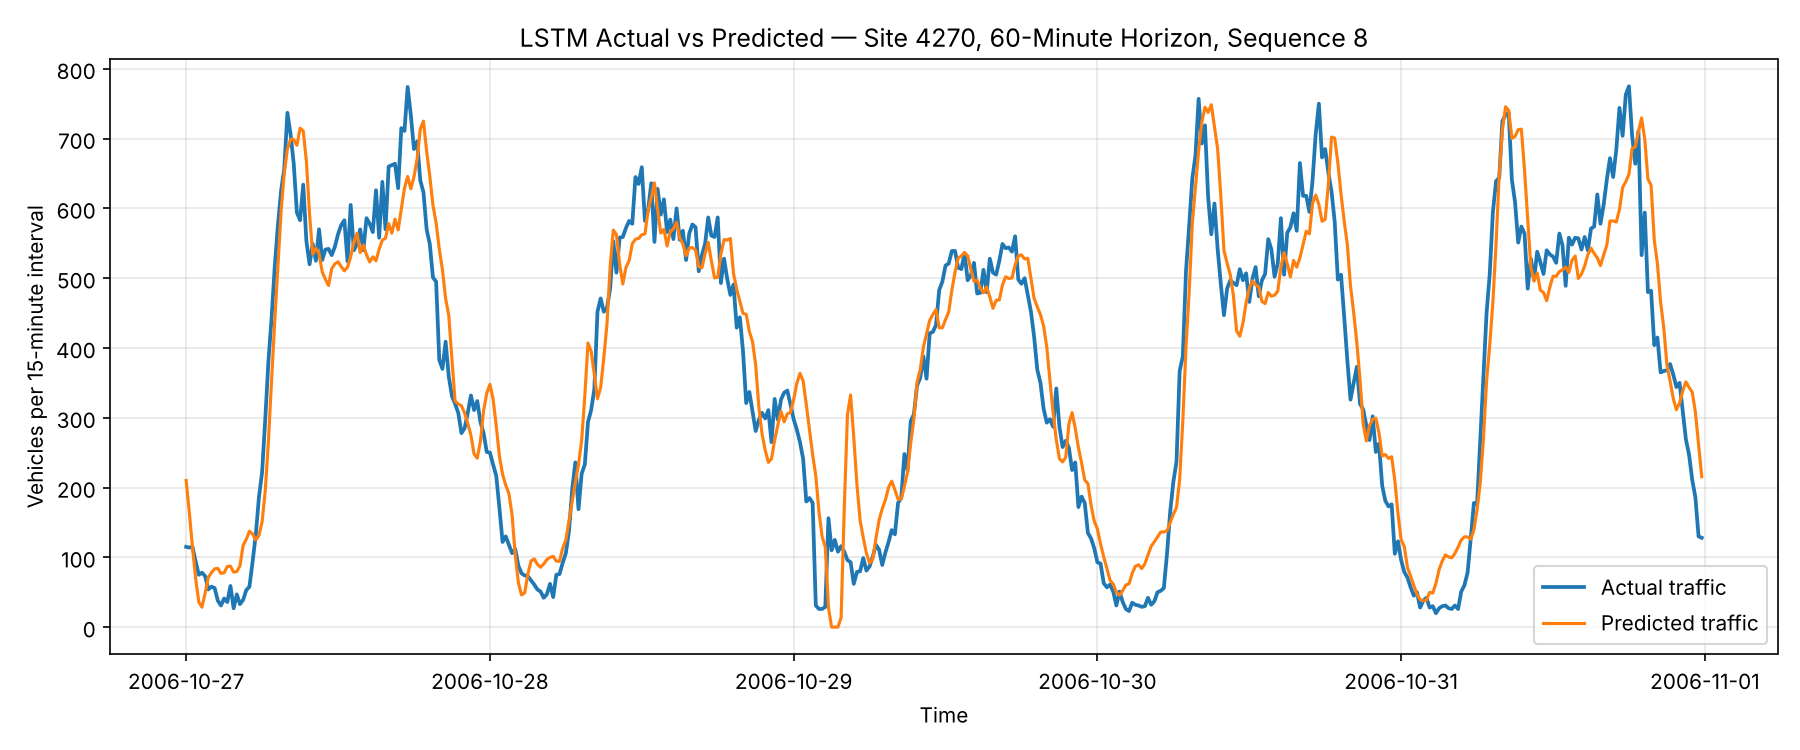 LSTM Actual vs Predicted — Site 4270, 60-Minute Horizon, Sequence 8
Vehicles per 15-minute interval
800
700
600
500
400
300
200
100
0
Actual traffic
Predicted traffic
2006-10-27 2006-10-28 2006-10-29 2006-10-30 2006-10-31 2006-11-01
Time